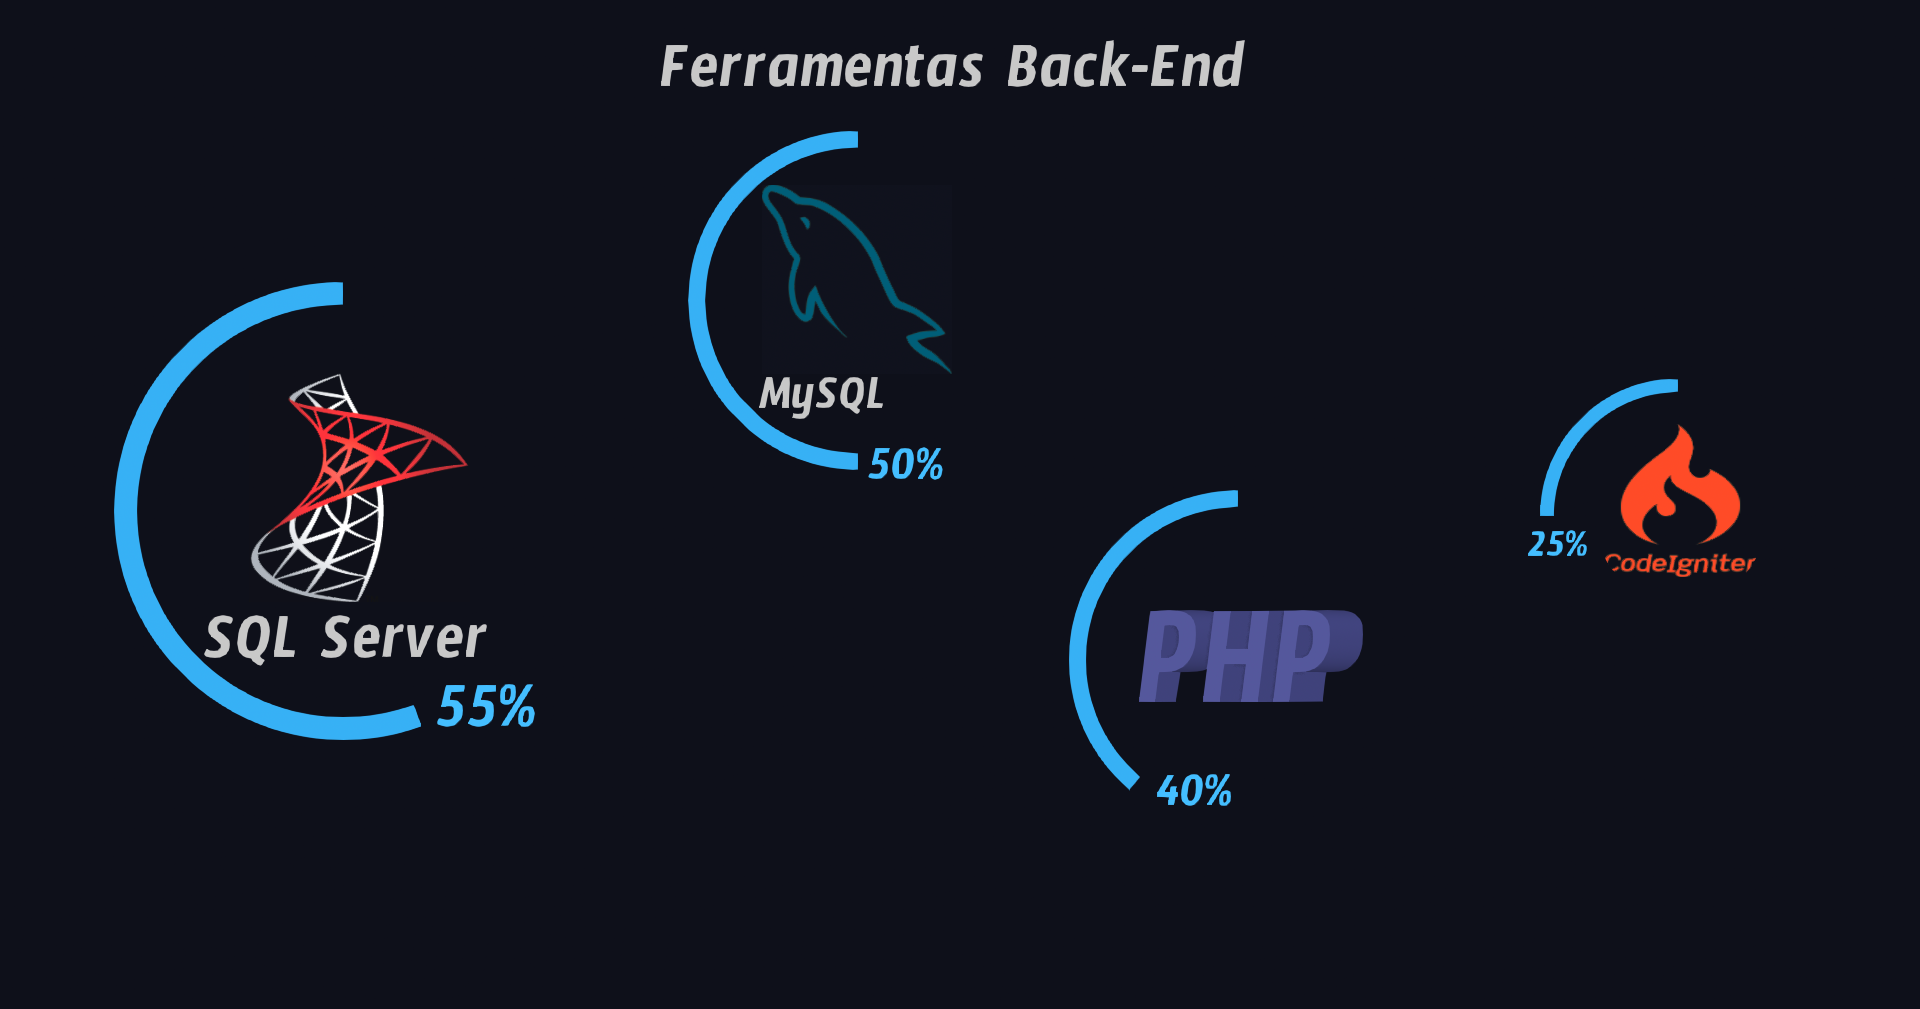 Ferramentas Back-End
SQL Server
55%
MySQL
50%
PHP
40%
CodeIgniter
25%